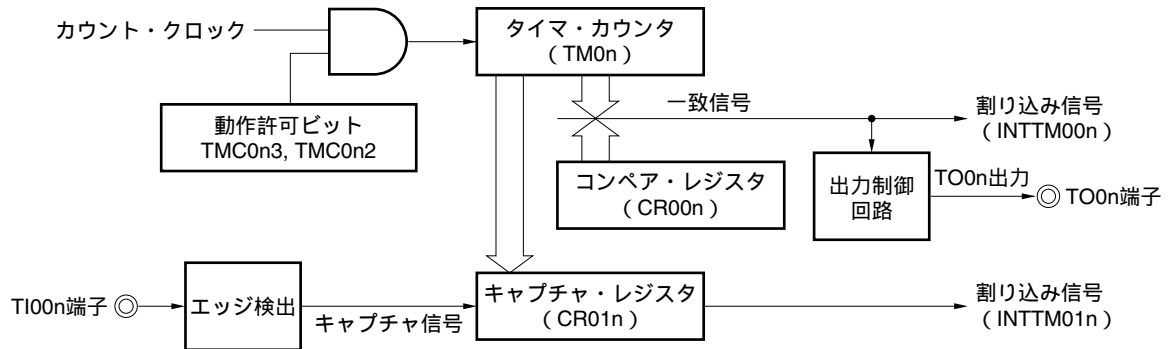 カウント・クロック
タイマ・カウンタ
（TM0n）
動作許可ビット
TMC0n3, TMC0n2
一致信号
割り込み信号
（INTTM00n）
コンペア・レジスタ
（CR00n）
出力制御
回路
TO0n出力
TO0n端子
TI00n端子
エッジ検出
キャプチャ信号
キャプチャ・レジスタ
（CR01n）
割り込み信号
（INTTM01n）